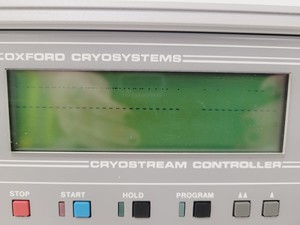 OXFORD CRYOSYSTEMS
CRYOSTREAM CONTROLLER
STOP START HOLD PROGRAM